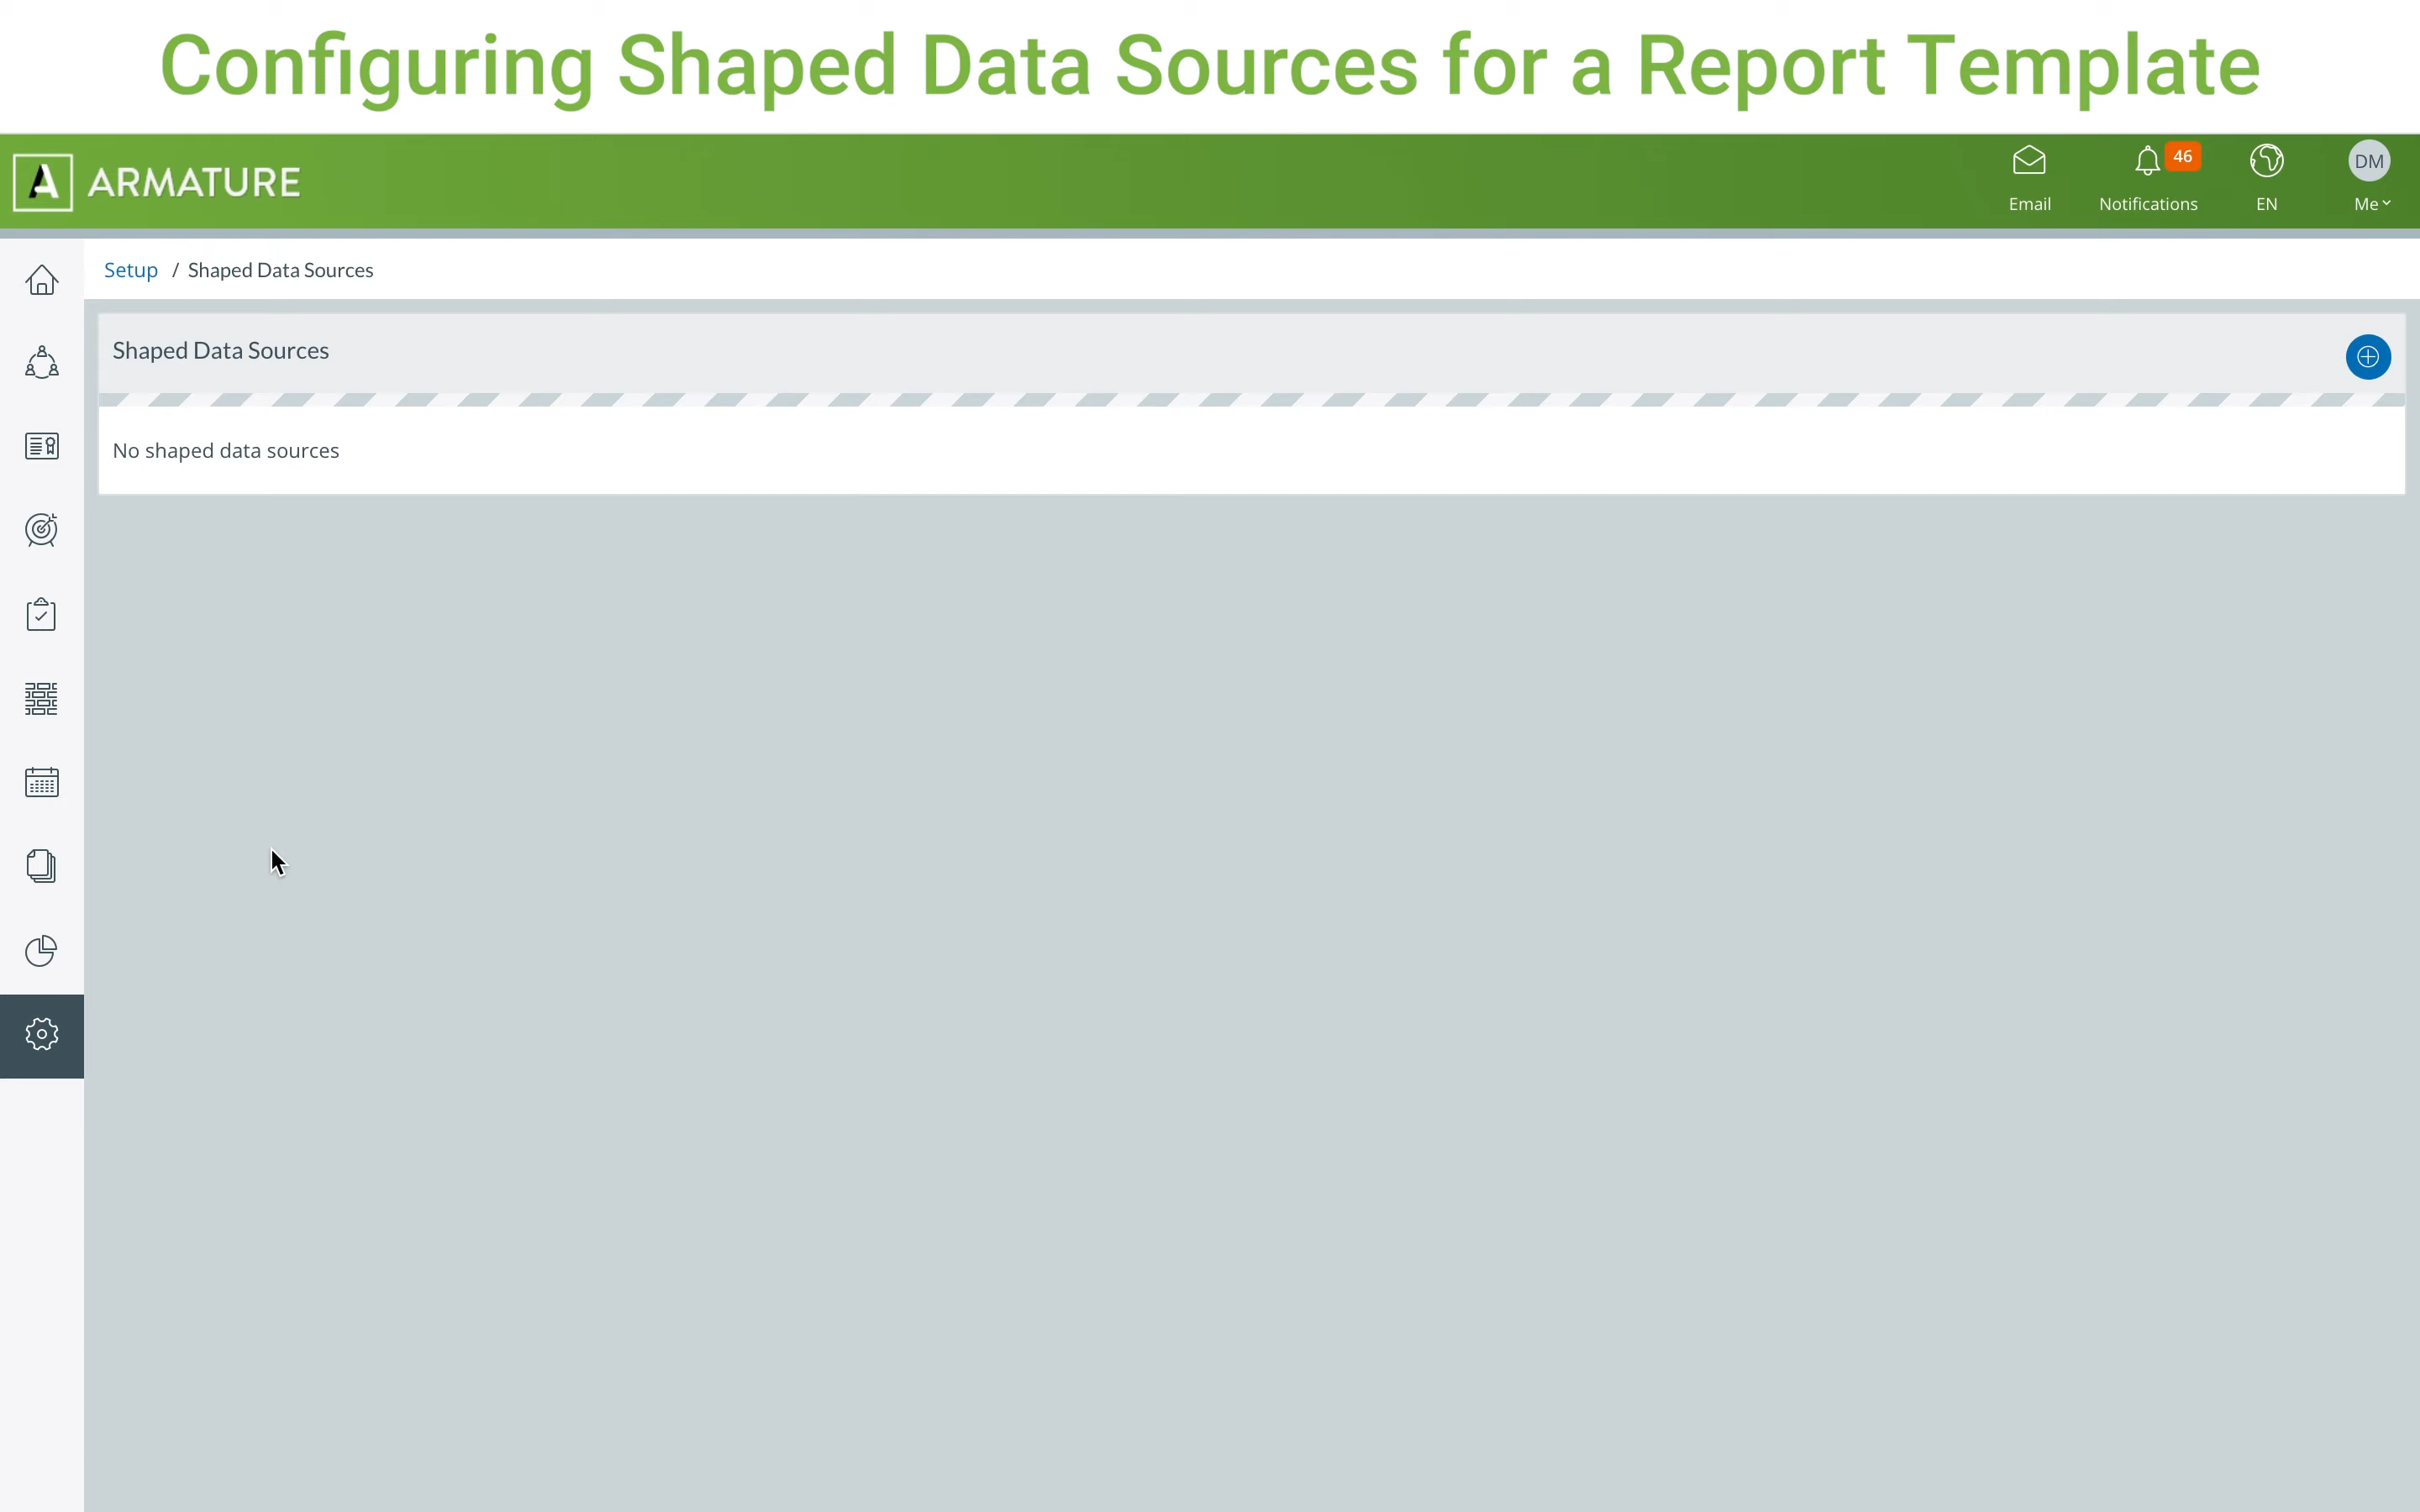 Configuring Shaped Data Sources for a Report Template
A ARMATURE
46
DM
Email Notifications EN Me
Setup / Shaped Data Sources
Shaped Data Sources
No shaped data sources